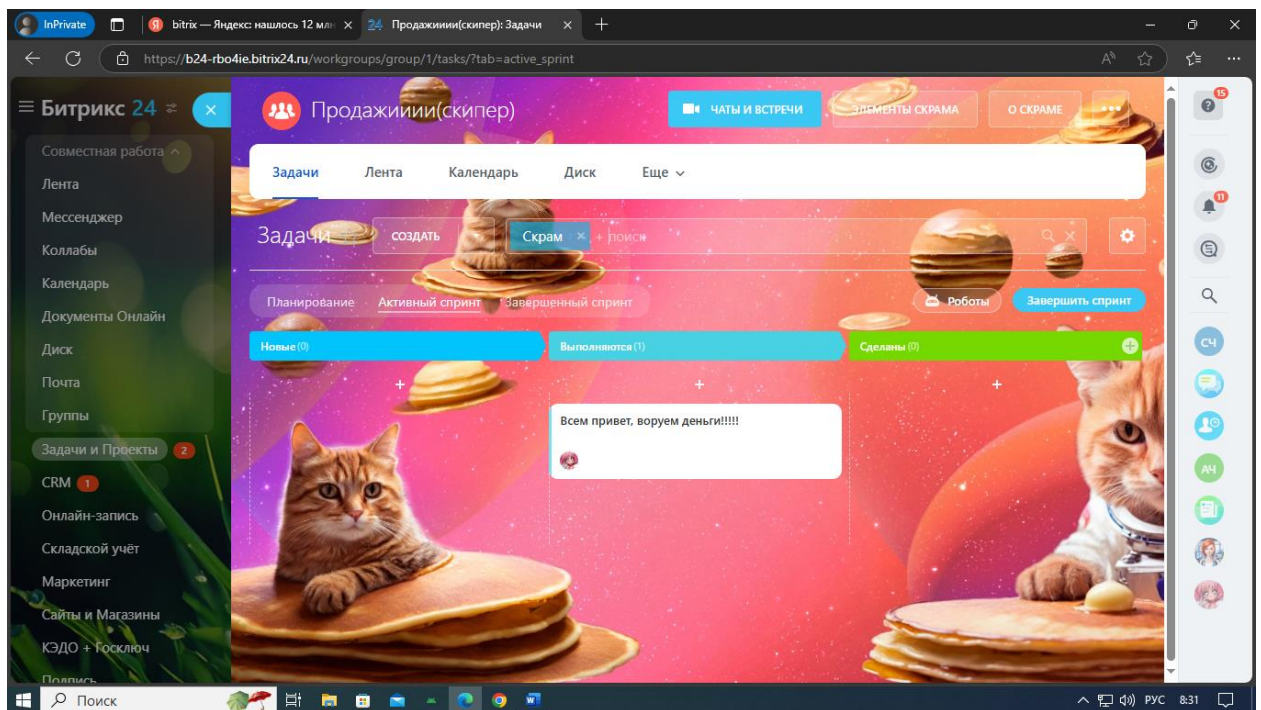 InPrivate
bitrix — Яндекс: нашлось 12 млн
24 Продажииии(скипер): Задачи
https://b24-rbo4ie.bitrix24.ru/workgroups/group/1/tasks/?tab=active_sprint
Битрикс 24
Продажииии(скипер)
ЧАТЫ И ВСТРЕЧИ
ЭЛЕМЕНТЫ СКРАМА
О СКРАМЕ
15
Совместная работа
Лента
Мессенджер
Коллабы
Календарь
Документы Онлайн
Диск
Почта
Группы
Задачи и Проекты 2
CRM 1
Онлайн-запись
Складской учёт
Маркетинг
Сайты и Магазины
КЭДО + Госключ
Подпись
Задачи Лента Календарь Диск Еще
11
Задачи СОЗДАТЬ Скрам × + поиск
Планирование Активный спринт Завершенный спринт Роботы Завершить спринт
Новые (0) Выполняются (1) Сделаны (0)
+ + +
Всем привет, воруем деньги!!!!!
СЧ
АЧ
Поиск
РУС 8:31